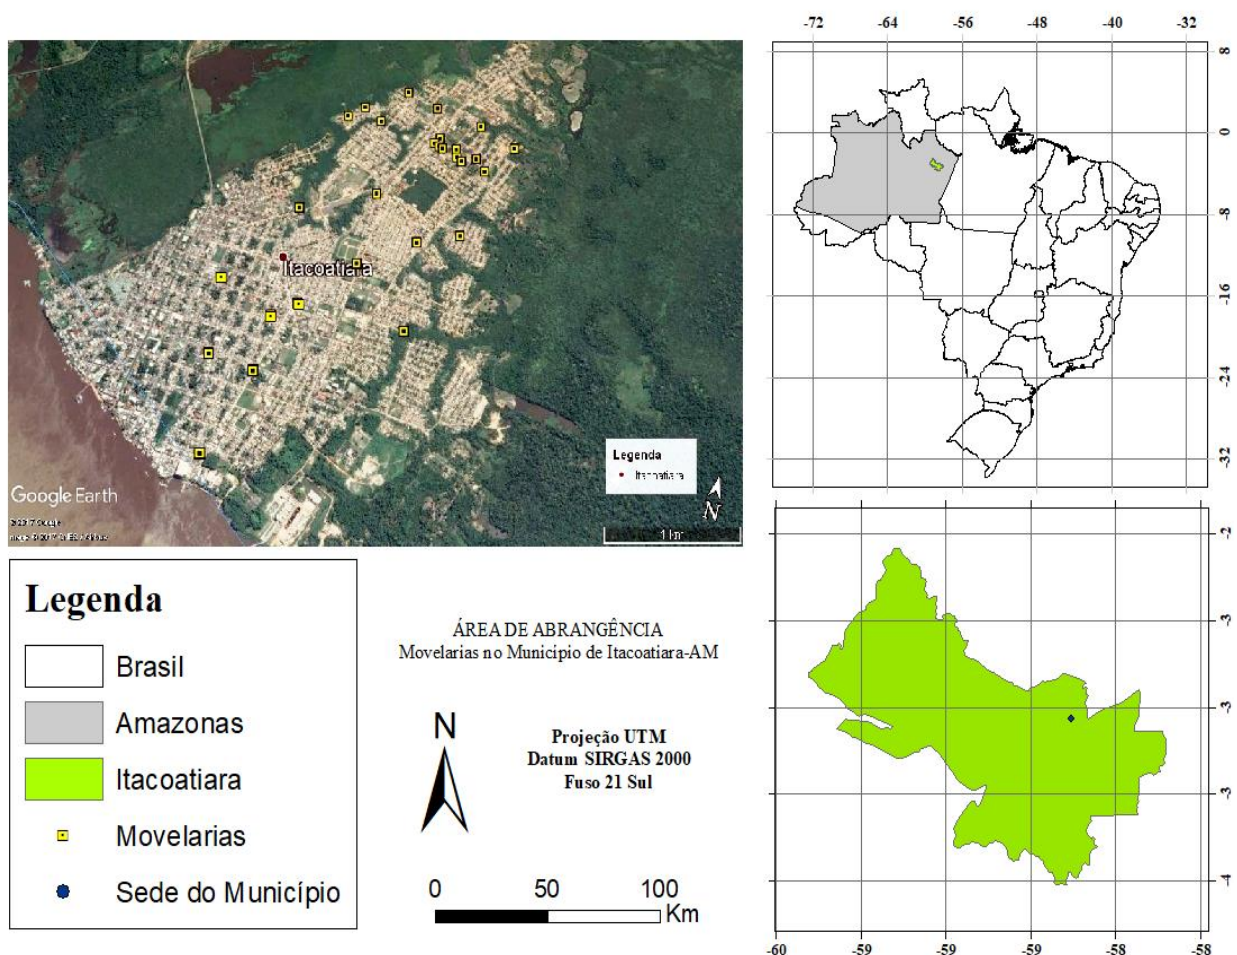 Itacoatiara
Legenda
Itacoatiara
Google Earth
N
1 km
-72 -64 -56 -48 -40 -32
8
0
-8
-16
-24
-32
Legenda
Brasil
Amazonas
Itacoatiara
Movelarias
Sede do Município
ÁREA DE ABRANGÊNCIA
Movelarias no Municipio de Itacoatiara-AM
N
Projeção UTM
Datum SIRGAS 2000
Fuso 21 Sul
0 50 100
Km
-2
-3
-3
-3
-4
-60 -59 -59 -59 -58 -58